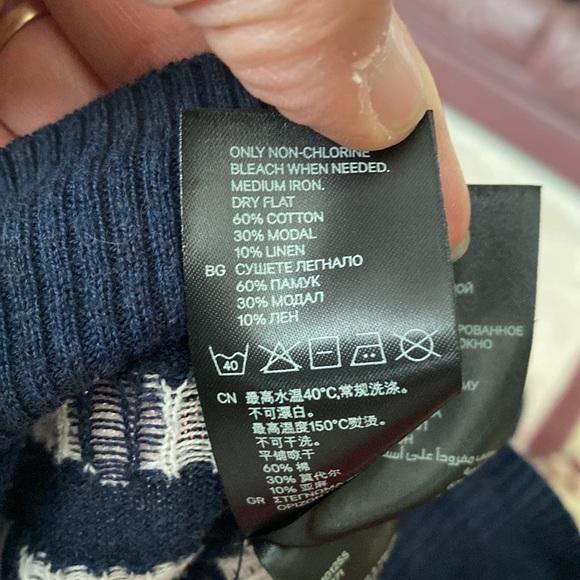 ONLY NON-CHLORINE
BLEACH WHEN NEEDED.
MEDIUM IRON.
DRY FLAT
60% COTTON
30% MODAL
10% LINEN
BG СУШЕТЕ ЛЕГНАЛО
60% ПАМУК
30% МОДАЛ
10% ЛЕН
40
CN 最高水温40℃,常规洗涤。
不可漂白。
最高温度150℃熨烫。
不可干洗。
平铺晾干
60% 棉
30% 莫代尔
10% 亚麻
GR ΣΤΕΓΝΩΜΑ
ΟΡΙΖΟΝ